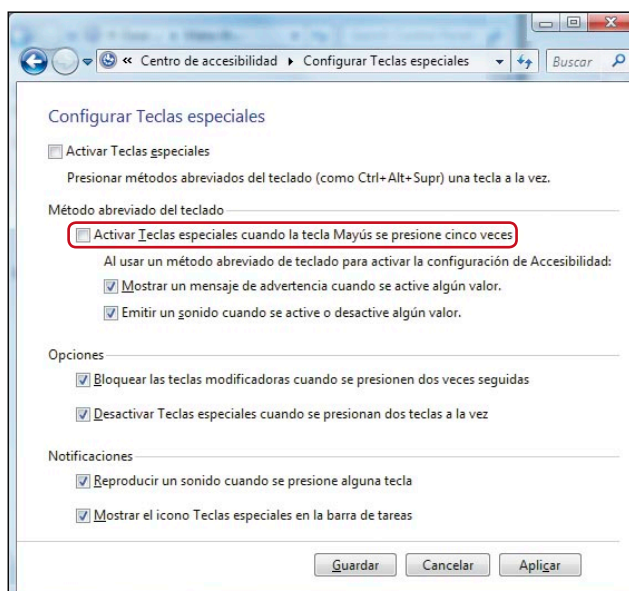 « Centro de accesibilidad ▸ Configurar Teclas especiales
Buscar
Configurar Teclas especiales
Activar Teclas especiales
Presionar métodos abreviados del teclado (como Ctrl+Alt+Supr) una tecla a la vez.
Método abreviado del teclado
Activar Teclas especiales cuando la tecla Mayús se presione cinco veces
Al usar un método abreviado de teclado para activar la configuración de Accesibilidad:
Mostrar un mensaje de advertencia cuando se active algún valor.
Emitir un sonido cuando se active o desactive algún valor.
Opciones
Bloquear las teclas modificadoras cuando se presionen dos veces seguidas
Desactivar Teclas especiales cuando se presionan dos teclas a la vez
Notificaciones
Reproducir un sonido cuando se presione alguna tecla
Mostrar el icono Teclas especiales en la barra de tareas
Guardar Cancelar Aplicar